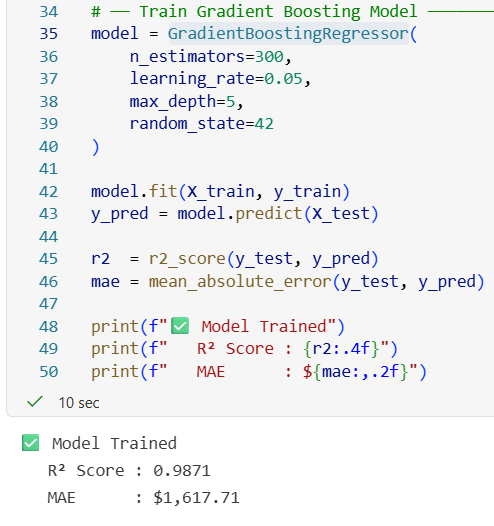 34 # —— Train Gradient Boosting Model ————
35 model = GradientBoostingRegressor(
36     n_estimators=300,
37     learning_rate=0.05,
38     max_depth=5,
39     random_state=42
40 )
41
42 model.fit(X_train, y_train)
43 y_pred = model.predict(X_test)
44
45 r2  = r2_score(y_test, y_pred)
46 mae = mean_absolute_error(y_test, y_pred)
47
48 print(f"✅ Model Trained")
49 print(f"   R² Score : {r2:.4f}")
50 print(f"   MAE      : ${mae:,.2f}")
✓ 10 sec
✅ Model Trained
   R² Score : 0.9871
   MAE      : $1,617.71